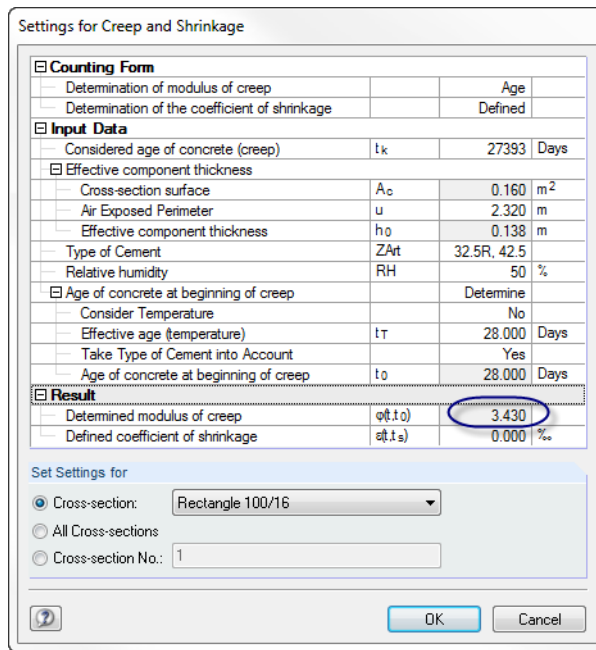 Settings for Creep and Shrinkage
Counting Form
Determination of modulus of creep Age
Determination of the coefficient of shrinkage Defined
Input Data
Considered age of concrete (creep) tk 27393 Days
Effective component thickness
Cross-section surface Ac 0.160 m2
Air Exposed Perimeter u 2.320 m
Effective component thickness h0 0.138 m
Type of Cement ZArt 32.5R, 42.5
Relative humidity RH 50 %
Age of concrete at beginning of creep Determine
Consider Temperature No
Effective age (temperature) tT 28.000 Days
Take Type of Cement into Account Yes
Age of concrete at beginning of creep t0 28.000 Days
Result
Determined modulus of creep φ(t,t0) 3.430
Defined coefficient of shrinkage ε(t,ts) 0.000 ‰
Set Settings for
Cross-section: Rectangle 100/16
All Cross-sections
Cross-section No.: 1
OK Cancel